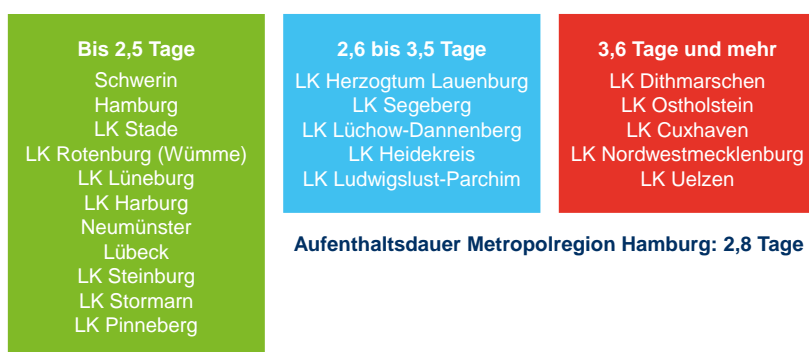 Bis 2,5 Tage
Schwerin
Hamburg
LK Stade
LK Rotenburg (Wümme)
LK Lüneburg
LK Harburg
Neumünster
Lübeck
LK Steinburg
LK Stormarn
LK Pinneberg
2,6 bis 3,5 Tage
LK Herzogtum Lauenburg
LK Segeberg
LK Lüchow-Dannenberg
LK Heidekreis
LK Ludwigslust-Parchim
3,6 Tage und mehr
LK Dithmarschen
LK Ostholstein
LK Cuxhaven
LK Nordwestmecklenburg
LK Uelzen
Aufenthaltsdauer Metropolregion Hamburg: 2,8 Tage